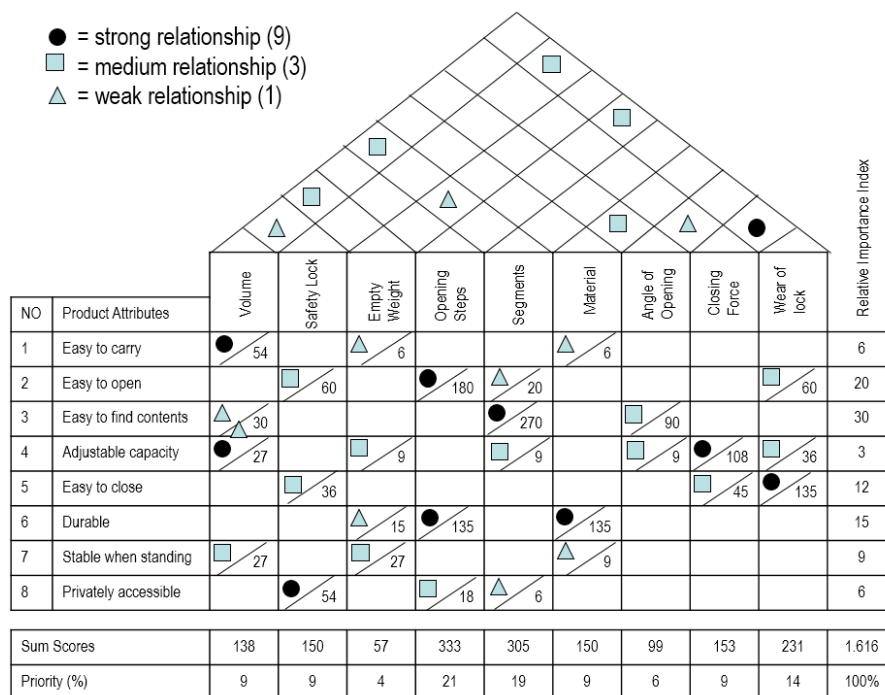 = strong relationship (9)
= medium relationship (3)
= weak relationship (1)
NO Product Attributes Volume Safety Lock Empty Weight Opening Steps Segments Material Angle of Opening Closing Force Wear of lock Relative Importance Index
1 Easy to carry 54 6 6 6
2 Easy to open 60 180 20 60 20
3 Easy to find contents 30 270 90 30
4 Adjustable capacity 27 9 9 9 108 36 3
5 Easy to close 36 45 135 12
6 Durable 15 135 135 15
7 Stable when standing 27 27 9 9
8 Privately accessible 54 18 6 6
Sum Scores 138 150 57 333 305 150 99 153 231 1.616
Priority (%) 9 9 4 21 19 9 6 9 14 100%